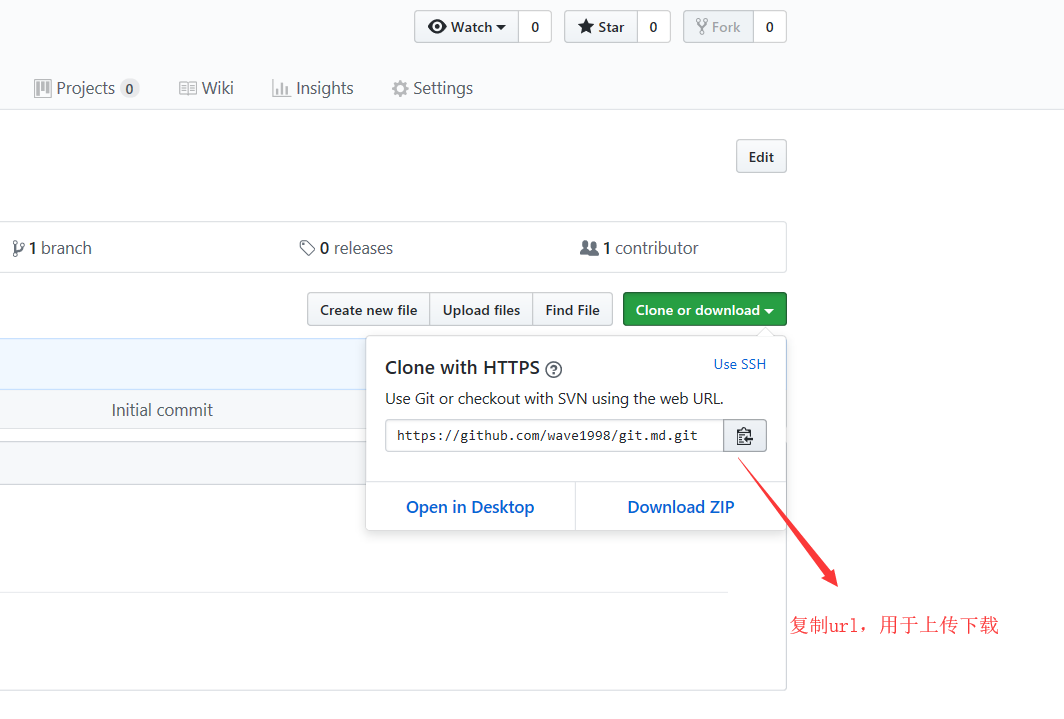 Watch 0 Star 0 Fork 0
Projects 0 Wiki Insights Settings
Edit
1 branch 0 releases 1 contributor
Create new file Upload files Find File Clone or download
Clone with HTTPS ? Use SSH
Use Git or checkout with SVN using the web URL.
Initial commit
https://github.com/wave1998/git.md.git
Open in Desktop Download ZIP
复制url，用于上传下载